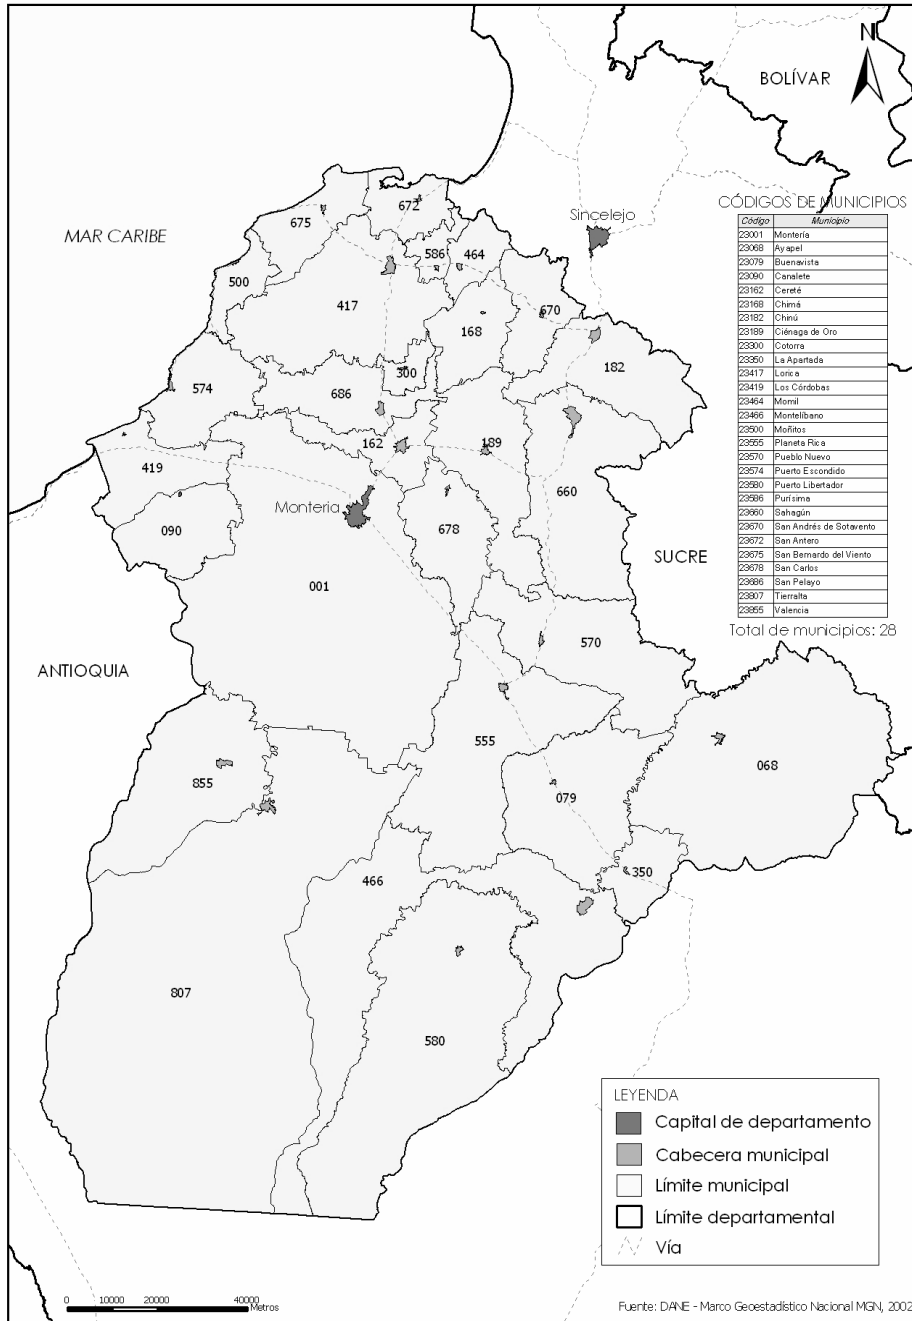 N
BOLÍVAR
CÓDIGOS DE MUNICIPIOS
Código Municipio
23001 Montería
23068 Ayapel
23079 Buenavista
23090 Canalete
23162 Cereté
23168 Chimá
23182 Chinú
23189 Ciénaga de Oro
23300 Cotorra
23350 La Apartada
23417 Lorica
23419 Los Córdobas
23464 Momil
23466 Montelíbano
23500 Moñitos
23555 Planeta Rica
23570 Pueblo Nuevo
23574 Puerto Escondido
23580 Puerto Libertador
23586 Purísima
23660 Sahagún
23670 San Andrés de Sotavento
23672 San Antero
23675 San Bernardo del Viento
23678 San Carlos
23686 San Pelayo
23807 Tierralta
23855 Valencia
Total de municipios: 28
Sincelejo
MAR CARIBE
672
675
586
464
500
417
670
168
182
300
574
686
162
189
419
660
Monteria
090
678
SUCRE
001
570
ANTIOQUIA
555
068
855
079
350
466
807
580
LEYENDA
Capital de departamento
Cabecera municipal
Límite municipal
Límite departamental
Vía
0 10000 20000 40000
Metros
Fuente: DANE - Marco Geoestadístico Nacional MGN, 2002